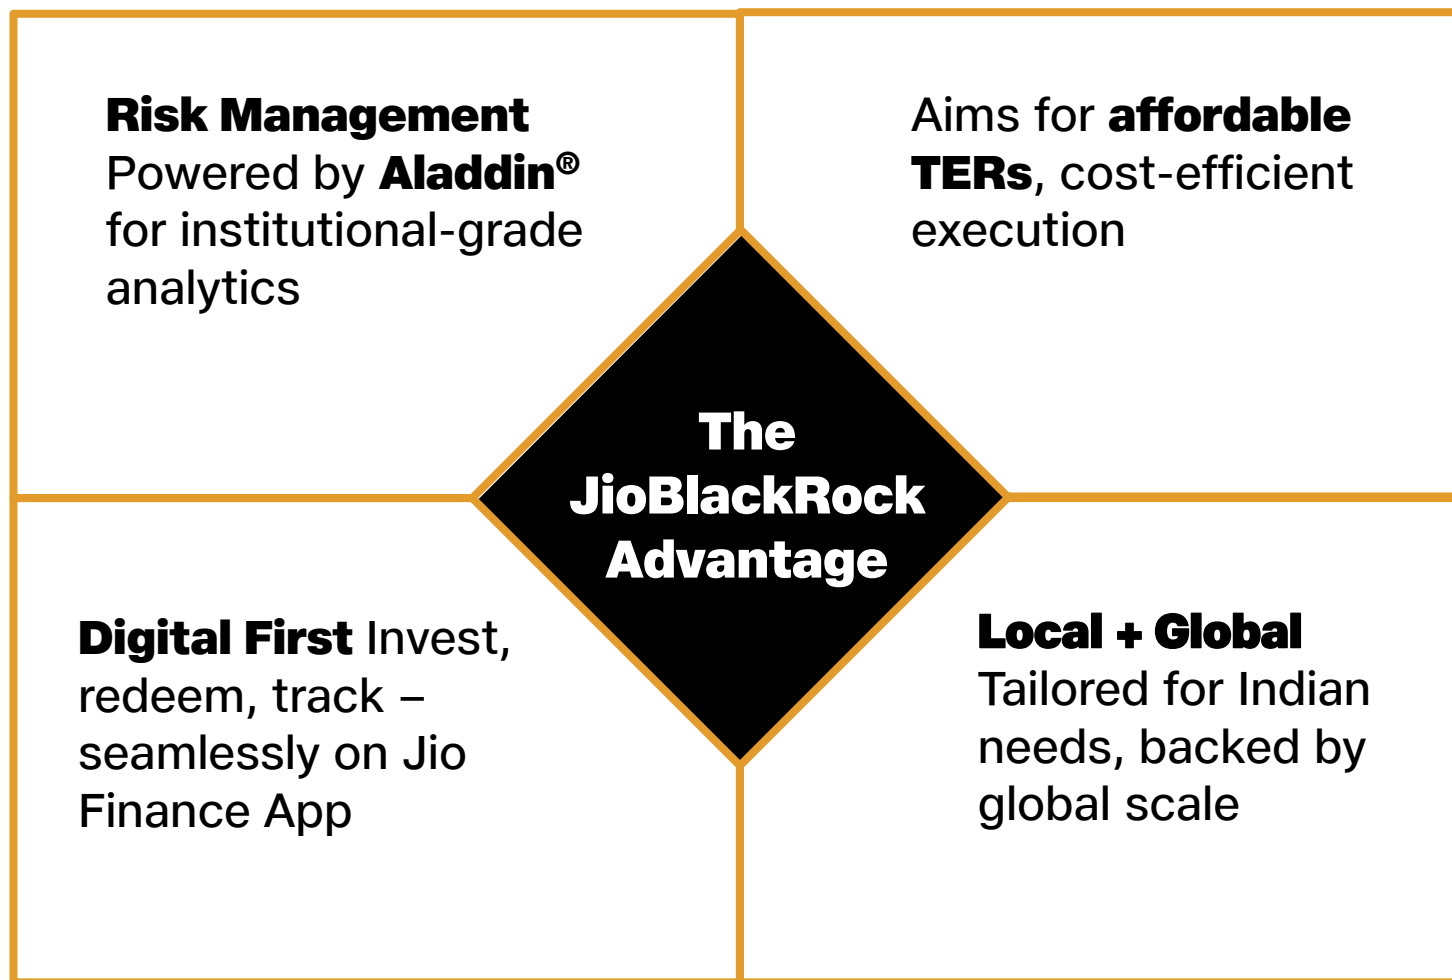 Risk Management
Powered by Aladdin®
for institutional-grade
analytics
Aims for affordable
TERs, cost-efficient
execution
The
JioBlackRock
Advantage
Digital First Invest,
redeem, track –
seamlessly on Jio
Finance App
Local + Global
Tailored for Indian
needs, backed by
global scale